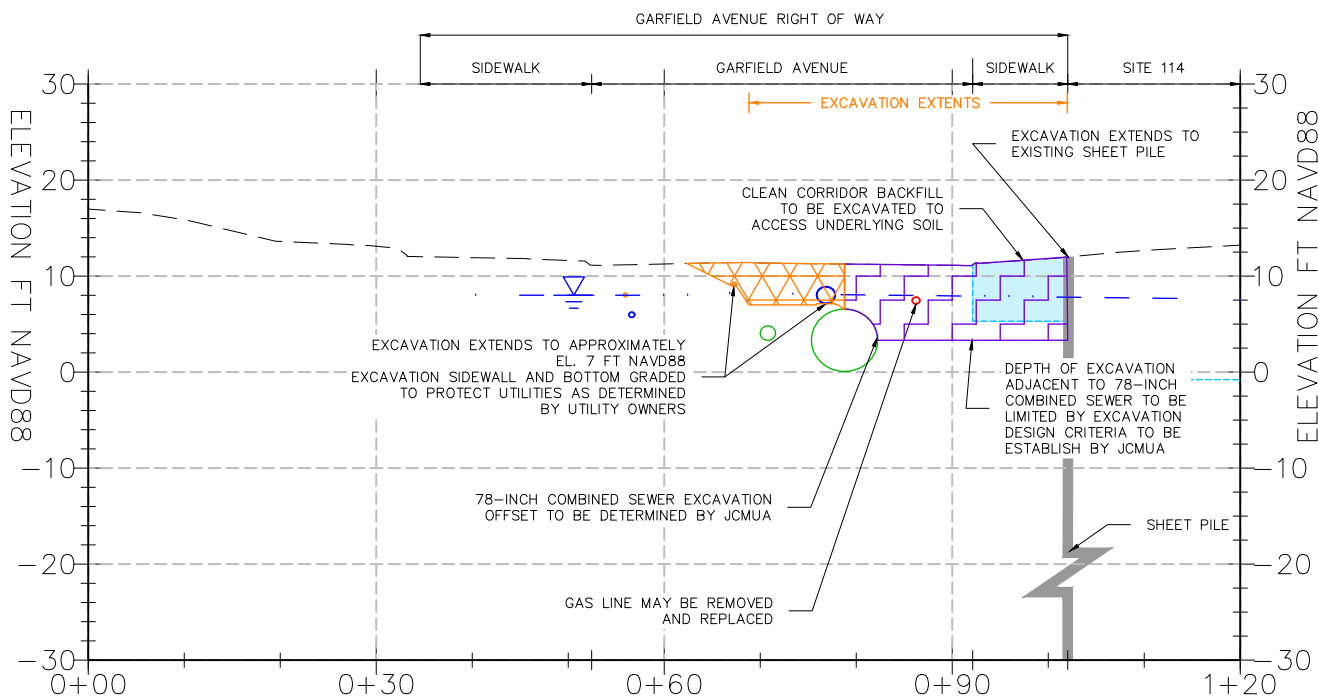 GARFIELD AVENUE RIGHT OF WAY
SIDEWALK
GARFIELD AVENUE
SIDEWALK
SITE 114
30
30
EXCAVATION EXTENTS
EXCAVATION EXTENDS TO
EXISTING SHEET PILE
20
20
CLEAN CORRIDOR BACKFILL
TO BE EXCAVATED TO
ACCESS UNDERLYING SOIL
ELEVATION FT NAVD88
ELEVATION FT NAVD88
10
10
EXCAVATION EXTENDS TO APPROXIMATELY
EL. 7 FT NAVD88
EXCAVATION SIDEWALL AND BOTTOM GRADED
TO PROTECT UTILITIES AS DETERMINED
BY UTILITY OWNERS
0
0
DEPTH OF EXCAVATION
ADJACENT TO 78-INCH
COMBINED SEWER TO BE
LIMITED BY EXCAVATION
DESIGN CRITERIA TO BE
ESTABLISH BY JCMUA
-10
-10
78-INCH COMBINED SEWER EXCAVATION
OFFSET TO BE DETERMINED BY JCMUA
SHEET PILE
-20
-20
GAS LINE MAY BE REMOVED
AND REPLACED
-30
-30
0+00
0+30
0+60
0+90
1+20